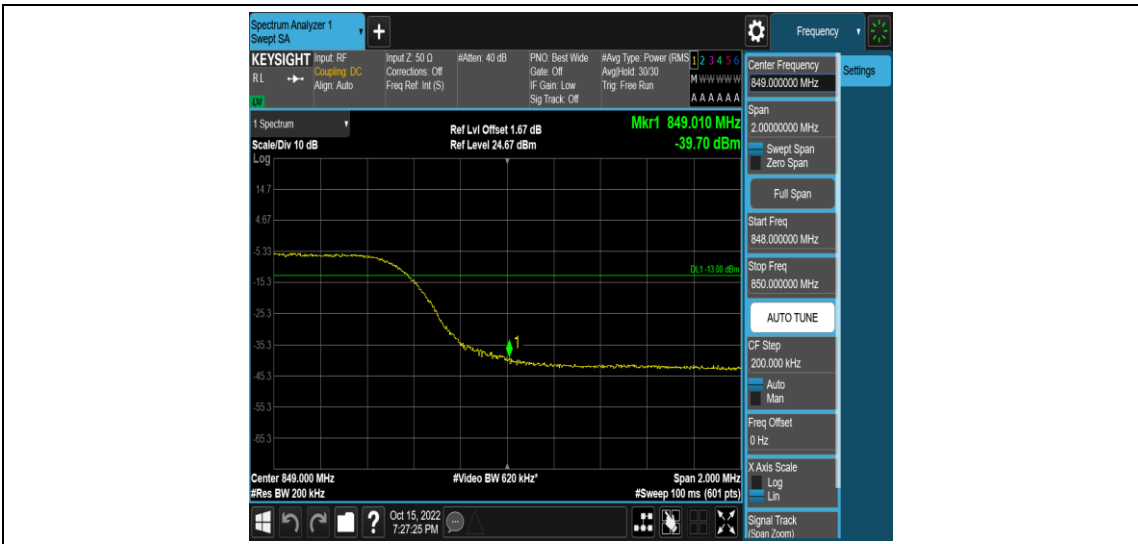 Spectrum Analyzer 1
Swept SA
+
Frequency
KEYSIGHT
RL
LXI
Input: RF
Coupling: DC
Align: Auto
Input Z: 50 Ω
Corrections: Off
Freq Ref: Int (S)
#Atten: 40 dB
PNO: Best Wide
Gate: Off
IF Gain: Low
Sig Track: Off
#Avg Type: Power (RMS
Avg|Hold: 30/30
Trig: Free Run
1 2 3 4 5 6
M W W W W W
A A A A A A
1 Spectrum
Scale/Div 10 dB
Log
Ref Lvl Offset 1.67 dB
Ref Level 24.67 dBm
Mkr1 849.010 MHz
-39.70 dBm
14.7
4.67
-5.33
DL1 -13.00 dBm
-15.3
-25.3
-35.3
1
-45.3
-55.3
-65.3
Center 849.000 MHz
#Res BW 200 kHz
#Video BW 620 kHz*
Span 2.000 MHz
#Sweep 100 ms (601 pts)
?
Oct 15, 2022
7:27:25 PM
Center Frequency
849.000000 MHz
Settings
Span
2.00000000 MHz
Swept Span
Zero Span
Full Span
Start Freq
848.000000 MHz
Stop Freq
850.000000 MHz
AUTO TUNE
CF Step
200.000 kHz
Auto
Man
Freq Offset
0 Hz
X Axis Scale
Log
Lin
Signal Track
(Span Zoom)